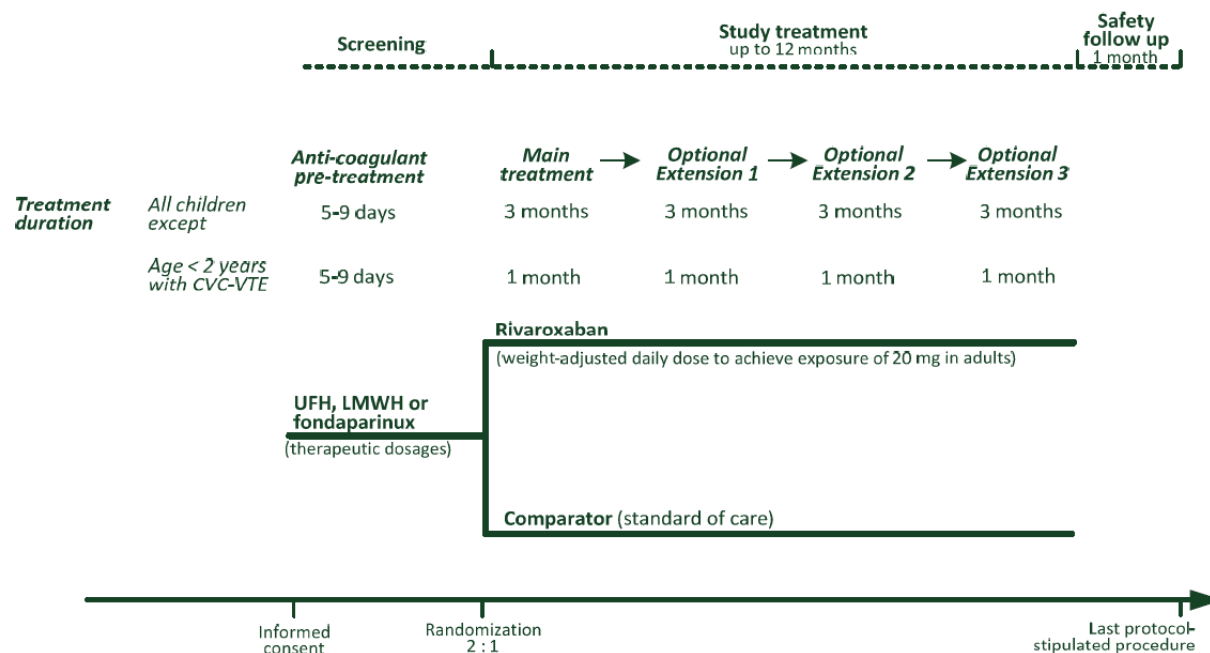 Screening
Study treatment
up to 12 months
Safety
follow up
1 month
Anti-coagulant
pre-treatment
Main
treatment
Optional
Extension 1
Optional
Extension 2
Optional
Extension 3
Treatment
duration
All children
except
5-9 days
3 months
3 months
3 months
3 months
Age < 2 years
with CVC-VTE
5-9 days
1 month
1 month
1 month
1 month
Rivaroxaban
(weight-adjusted daily dose to achieve exposure of 20 mg in adults)
UFH, LMWH or
fondaparinux
(therapeutic dosages)
Comparator (standard of care)
Informed
consent
Randomization
2 : 1
Last protocol-
stipulated procedure